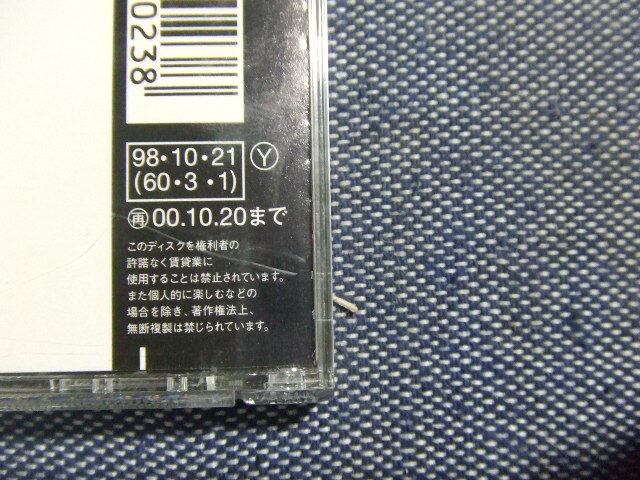 0238
98・10・21 Ⓨ
(60・3・1)
㊢00.10.20まで
このディスクを権利者の
許諾なく賃貸業に
使用することは禁止されています。
また個人的に楽しむなどの
場合を除き、著作権法上、
無断複製は禁じられています。